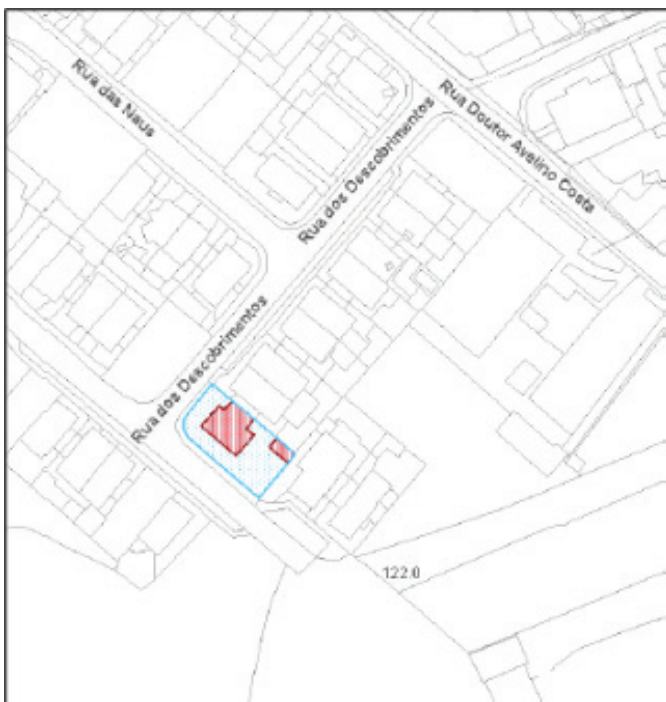 Rua das Naus
Rua Doutor Avelino Costa
Rua dos Descobrimentos
Rua dos Descobrimentos
122.0